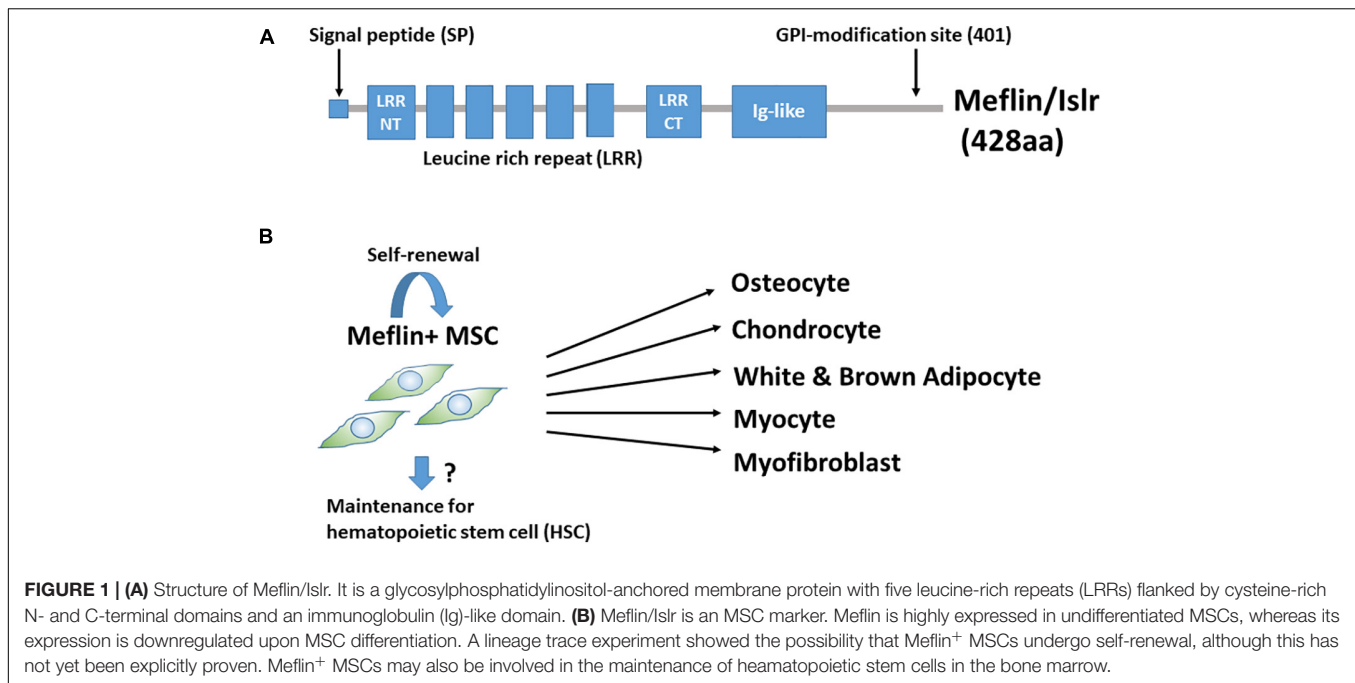 A
Signal peptide (SP)
GPI-modification site (401)
LRR
NT
LRR
CT
Ig-like
Meflin/Islr
(428aa)
Leucine rich repeat (LRR)
B
Self-renewal
Meflin+ MSC
Osteocyte
Chondrocyte
White & Brown Adipocyte
Myocyte
Myofibroblast
?
Maintenance for
hematopoietic stem cell (HSC)
FIGURE 1 | (A) Structure of Meflin/Islr. It is a glycosylphosphatidylinositol-anchored membrane protein with five leucine-rich repeats (LRRs) flanked by cysteine-rich
N- and C-terminal domains and an immunoglobulin (Ig)-like domain. (B) Meflin/Islr is an MSC marker. Meflin is highly expressed in undifferentiated MSCs, whereas its
expression is downregulated upon MSC differentiation. A lineage trace experiment showed the possibility that Meflin⁺ MSCs undergo self-renewal, although this has
not yet been explicitly proven. Meflin⁺ MSCs may also be involved in the maintenance of heamatopoietic stem cells in the bone marrow.